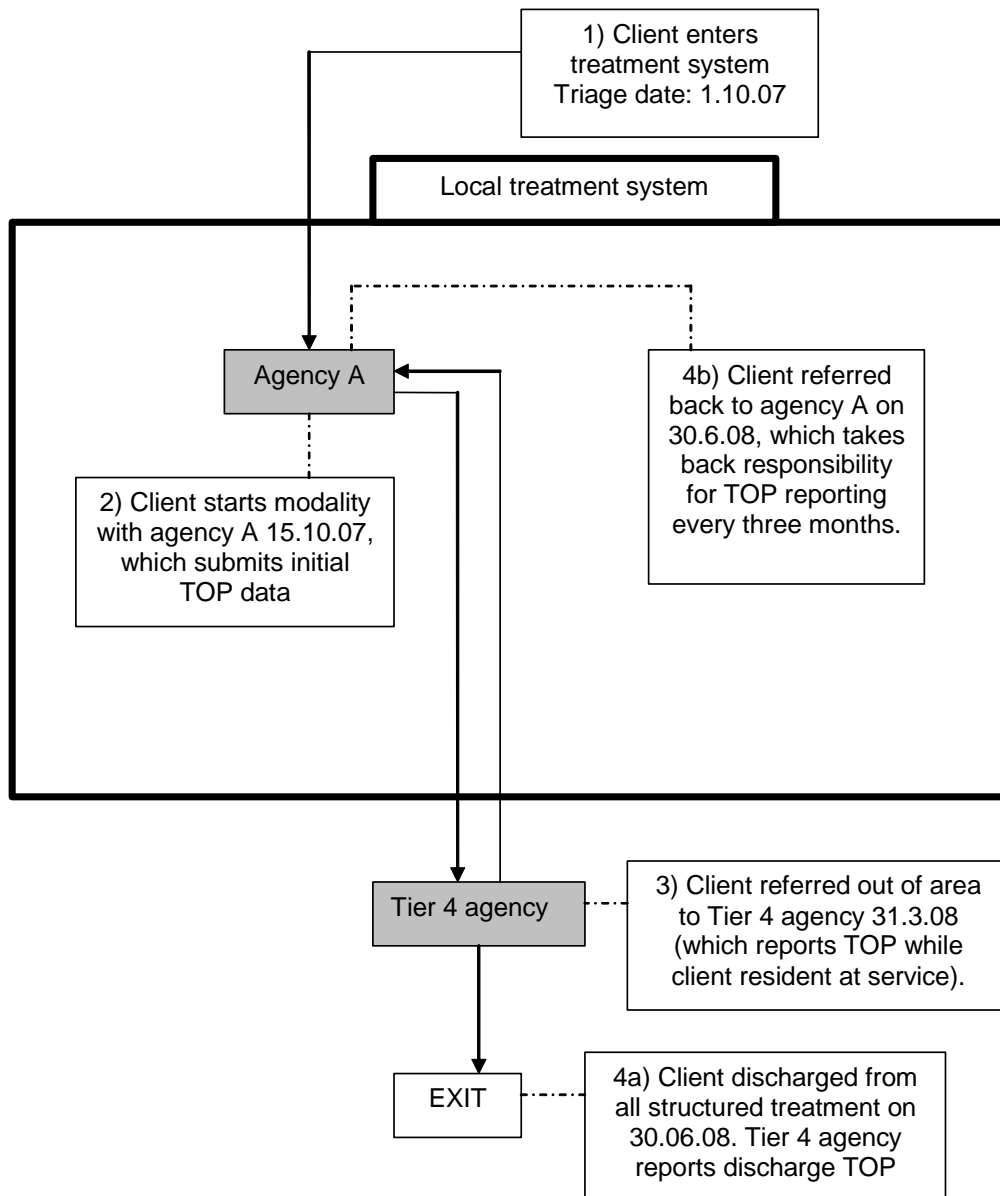 1) Client enters
treatment system
Triage date: 1.10.07
Local treatment system
Agency A
4b) Client referred
back to agency A on
30.6.08, which takes
back responsibility
for TOP reporting
every three months.
2) Client starts modality
with agency A 15.10.07,
which submits initial
TOP data
Tier 4 agency
3) Client referred out of area
to Tier 4 agency 31.3.08
(which reports TOP while
client resident at service).
EXIT
4a) Client discharged from
all structured treatment on
30.06.08. Tier 4 agency
reports discharge TOP